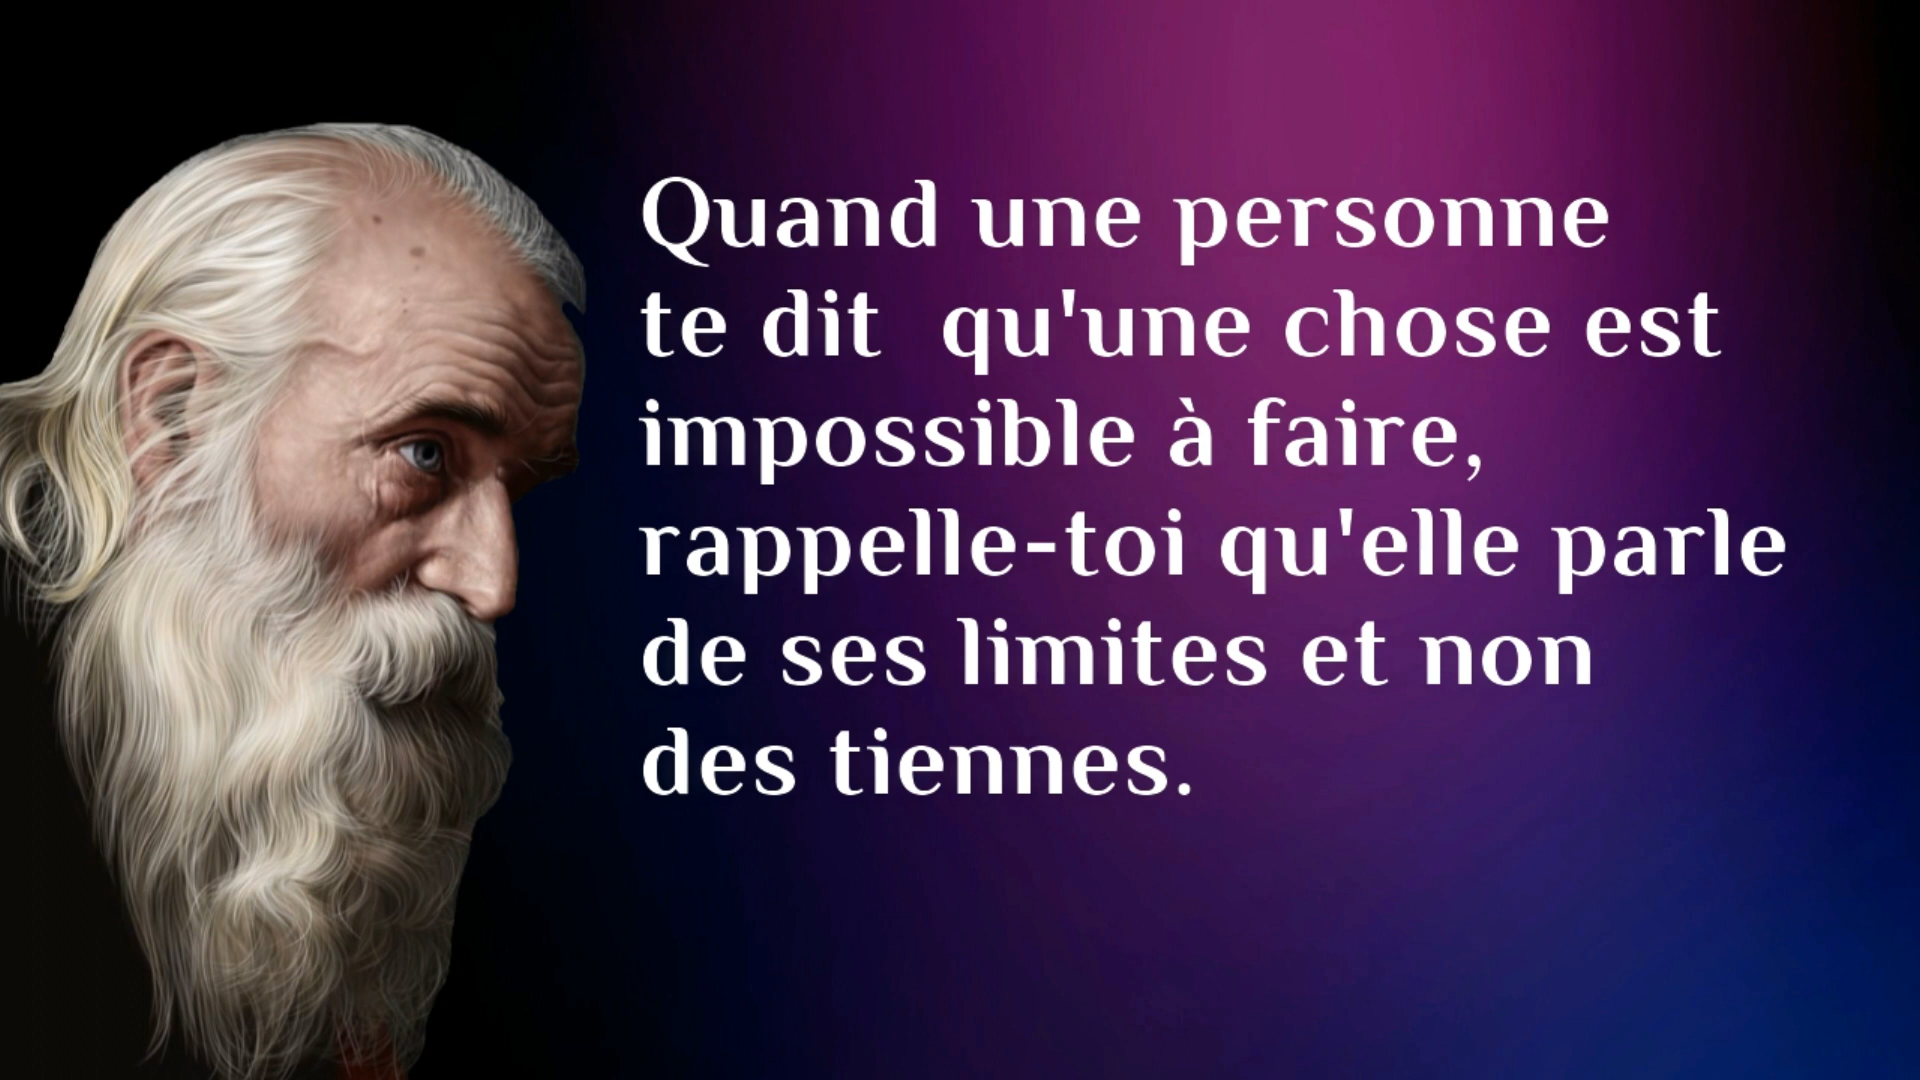 Quand une personne
te dit  qu'une chose est
impossible à faire,
rappelle-toi qu'elle parle
de ses limites et non
des tiennes.